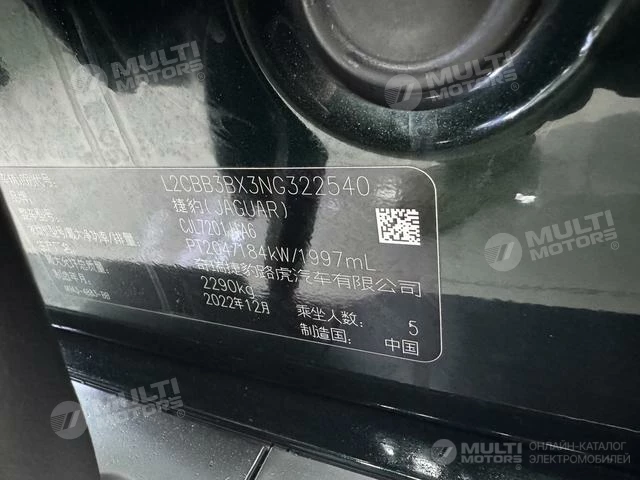 MULTI MOTORS®
MULTI MOTORS®
L2CBB3BX3NG322540
捷豹(JAGUAR)
PT204/184kW/1997mL
奇瑞捷豹路虎汽车有限公司
2290kg
2022年12月 乘坐人数: 5
制造国: 中国
MULTI MOTORS®
MULTI MOTORS®
MULTI MOTORS® ОНЛАЙН-КАТАЛОГ ЭЛЕКТРОМОБИЛЕЙ